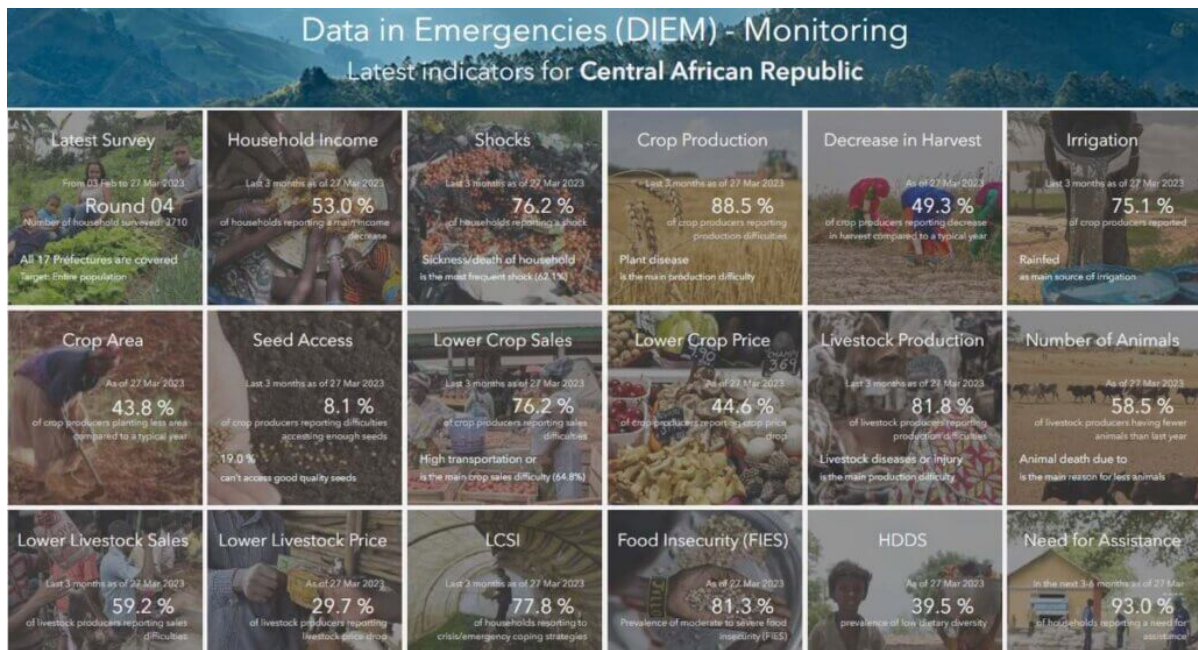 Data in Emergencies (DIEM) - Monitoring
Latest indicators for Central African Republic
Latest Survey
From 03 Feb to 27 Mar 2023
Round 04
Number of household surveyed: 3710
All 17 Préfectures are covered
Target: Entire population
Household Income
Last 3 months as of 27 Mar 2023
53.0 %
of households reporting a main income
decrease
Shocks
Last 3 months as of 27 Mar 2023
76.2 %
of households reporting a shock
Sickness/death of household
is the most frequent shock (62.1%)
Crop Production
Last 3 months as of 27 Mar 2023
88.5 %
of crop producers reporting
production difficulties
Plant disease
is the main production difficulty
Decrease in Harvest
As of 27 Mar 2023
49.3 %
of crop producers reporting decrease
in harvest compared to a typical year
Irrigation
Last 3 months as of 27 Mar 2023
75.1 %
of crop producers reported
Rainfed
as main source of irrigation
Crop Area
As of 27 Mar 2023
43.8 %
of crop producers planting less area
compared to a typical year
Seed Access
Last 3 months as of 27 Mar 2023
8.1 %
of crop producers reporting difficulties
accessing enough seeds
19.0 %
can't access good quality seeds
Lower Crop Sales
Last 3 months as of 27 Mar 2023
76.2 %
of crop producers reporting sales
difficulties
High transportation or
is the main crop sales difficulty (64.8%)
Lower Crop Price
As of 27 Mar 2023
44.6 %
of crop producers reporting crop price
drop
Livestock Production
Last 3 months as of 27 Mar 2023
81.8 %
of livestock producers reporting
production difficulties
Livestock diseases or injury
is the main production difficulty
Number of Animals
As of 27 Mar 2023
58.5 %
of livestock producers having fewer
animals than last year
Animal death due to
is the main reason for less animals
Lower Livestock Sales
Last 3 months as of 27 Mar 2023
59.2 %
of livestock producers reporting sales
difficulties
Lower Livestock Price
As of 27 Mar 2023
29.7 %
of livestock producers reporting
livestock price drop
LCSI
Last 3 months as of 27 Mar 2023
77.8 %
of households reporting to
crisis/emergency coping strategies
Food Insecurity (FIES)
As of 27 Mar 2023
81.3 %
Prevalence of moderate to severe food
insecurity (FIES)
HDDS
As of 27 Mar 2023
39.5 %
prevalence of low dietary diversity
Need for Assistance
In the next 3-6 months as of 27 Mar
93.0 %
of households reporting a need for
assistance